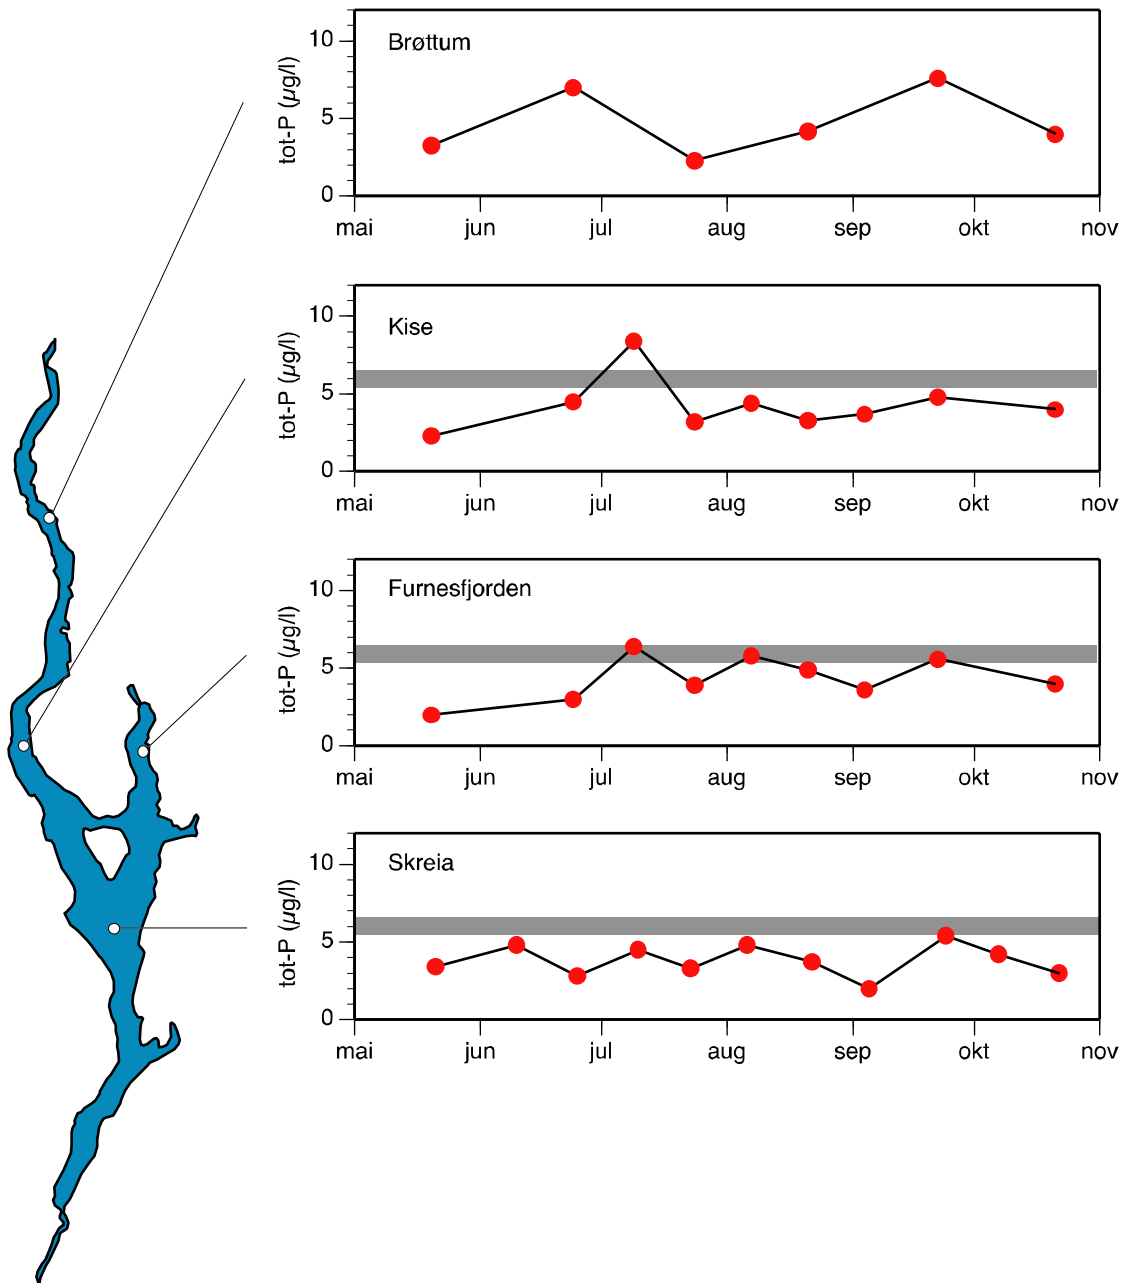 Brøttum
tot-P (µg/l)
10
5
0
mai jun jul aug sep okt nov
Kise
tot-P (µg/l)
10
5
0
mai jun jul aug sep okt nov
Furnesfjorden
tot-P (µg/l)
10
5
0
mai jun jul aug sep okt nov
Skreia
tot-P (µg/l)
10
5
0
mai jun jul aug sep okt nov